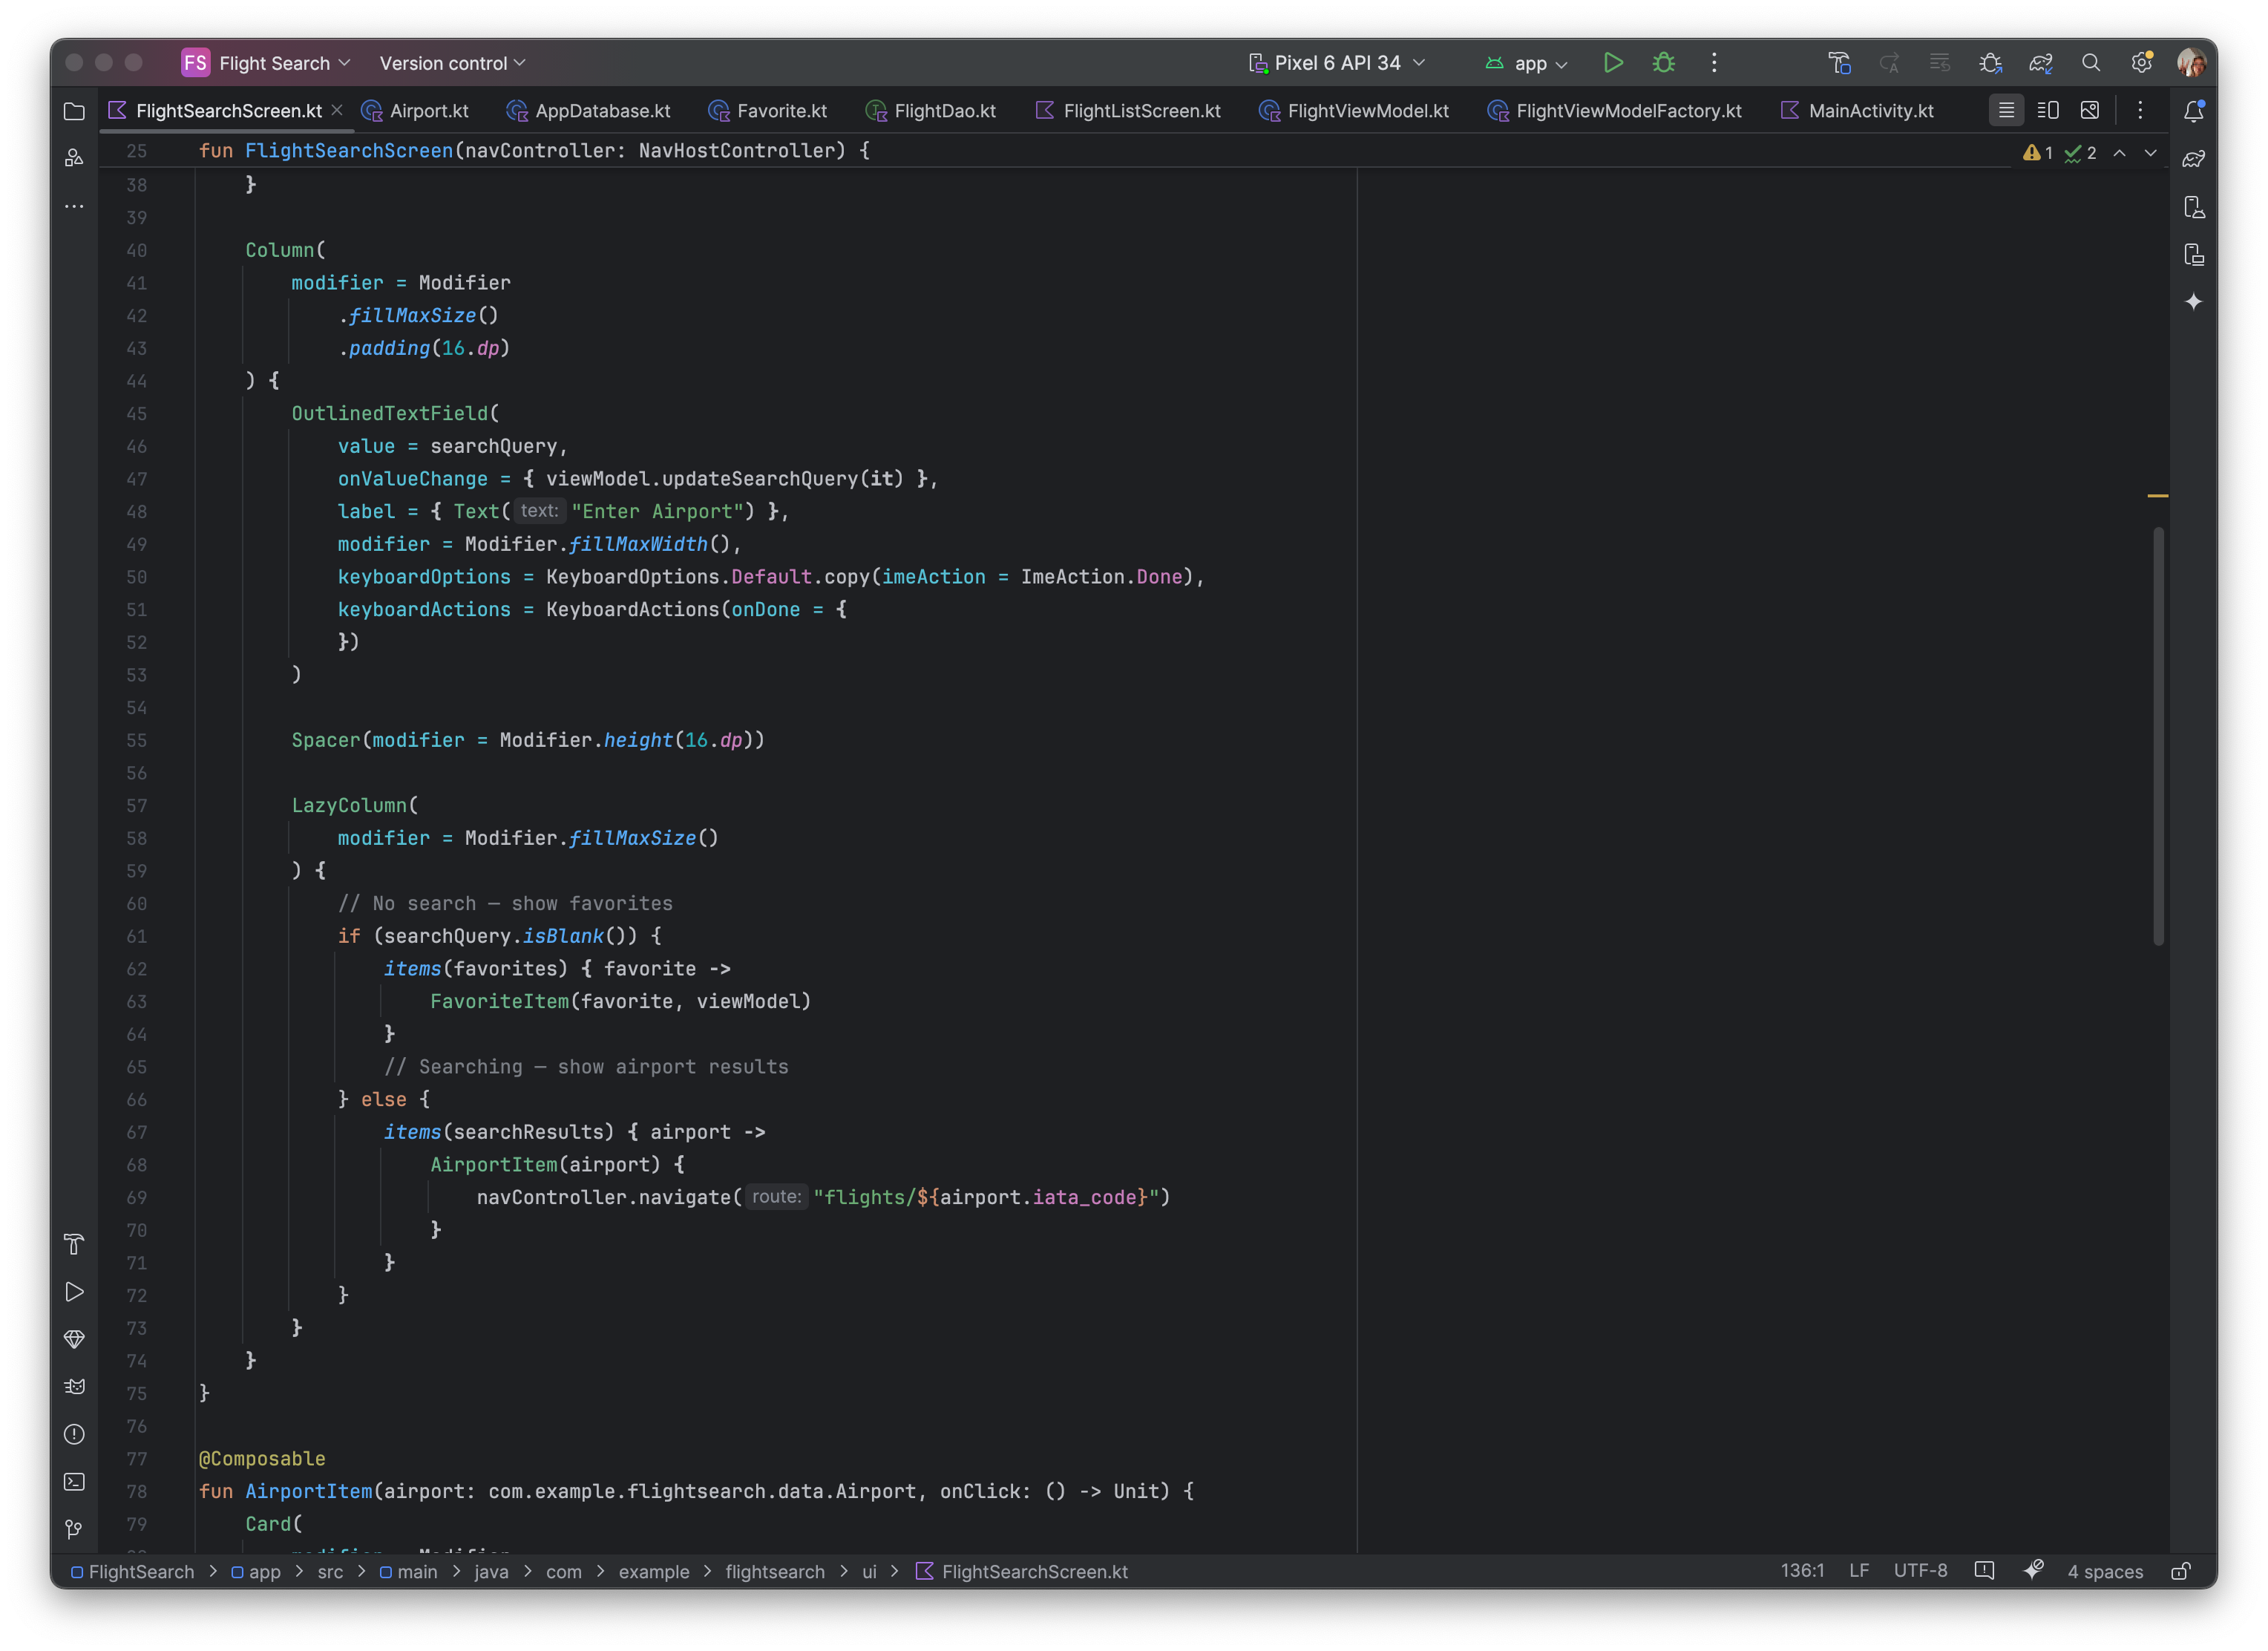 FS Flight Search Version control Pixel 6 API 34 app
FlightSearchScreen.kt Airport.kt AppDatabase.kt Favorite.kt FlightDao.kt FlightListScreen.kt FlightViewModel.kt FlightViewModelFactory.kt MainActivity.kt
25 fun FlightSearchScreen(navController: NavHostController) { 1 2
38     }
39
40     Column(
41         modifier = Modifier
42             .fillMaxSize()
43             .padding(16.dp)
44     ) {
45         OutlinedTextField(
46             value = searchQuery,
47             onValueChange = { viewModel.updateSearchQuery(it) },
48             label = { Text( text: "Enter Airport") },
49             modifier = Modifier.fillMaxWidth(),
50             keyboardOptions = KeyboardOptions.Default.copy(imeAction = ImeAction.Done),
51             keyboardActions = KeyboardActions(onDone = {
52             })
53         )
54
55         Spacer(modifier = Modifier.height(16.dp))
56
57         LazyColumn(
58             modifier = Modifier.fillMaxSize()
59         ) {
60             // No search — show favorites
61             if (searchQuery.isBlank()) {
62                 items(favorites) { favorite ->
63                     FavoriteItem(favorite, viewModel)
64                 }
65                 // Searching — show airport results
66             } else {
67                 items(searchResults) { airport ->
68                     AirportItem(airport) {
69                         navController.navigate( route: "flights/${airport.iata_code}")
70                     }
71                 }
72             }
73         }
74     }
75 }
76
77 @Composable
78 fun AirportItem(airport: com.example.flightsearch.data.Airport, onClick: () -> Unit) {
79     Card(
FlightSearch > app > src > main > java > com > example > flightsearch > ui > FlightSearchScreen.kt 136:1 LF UTF-8 4 spaces